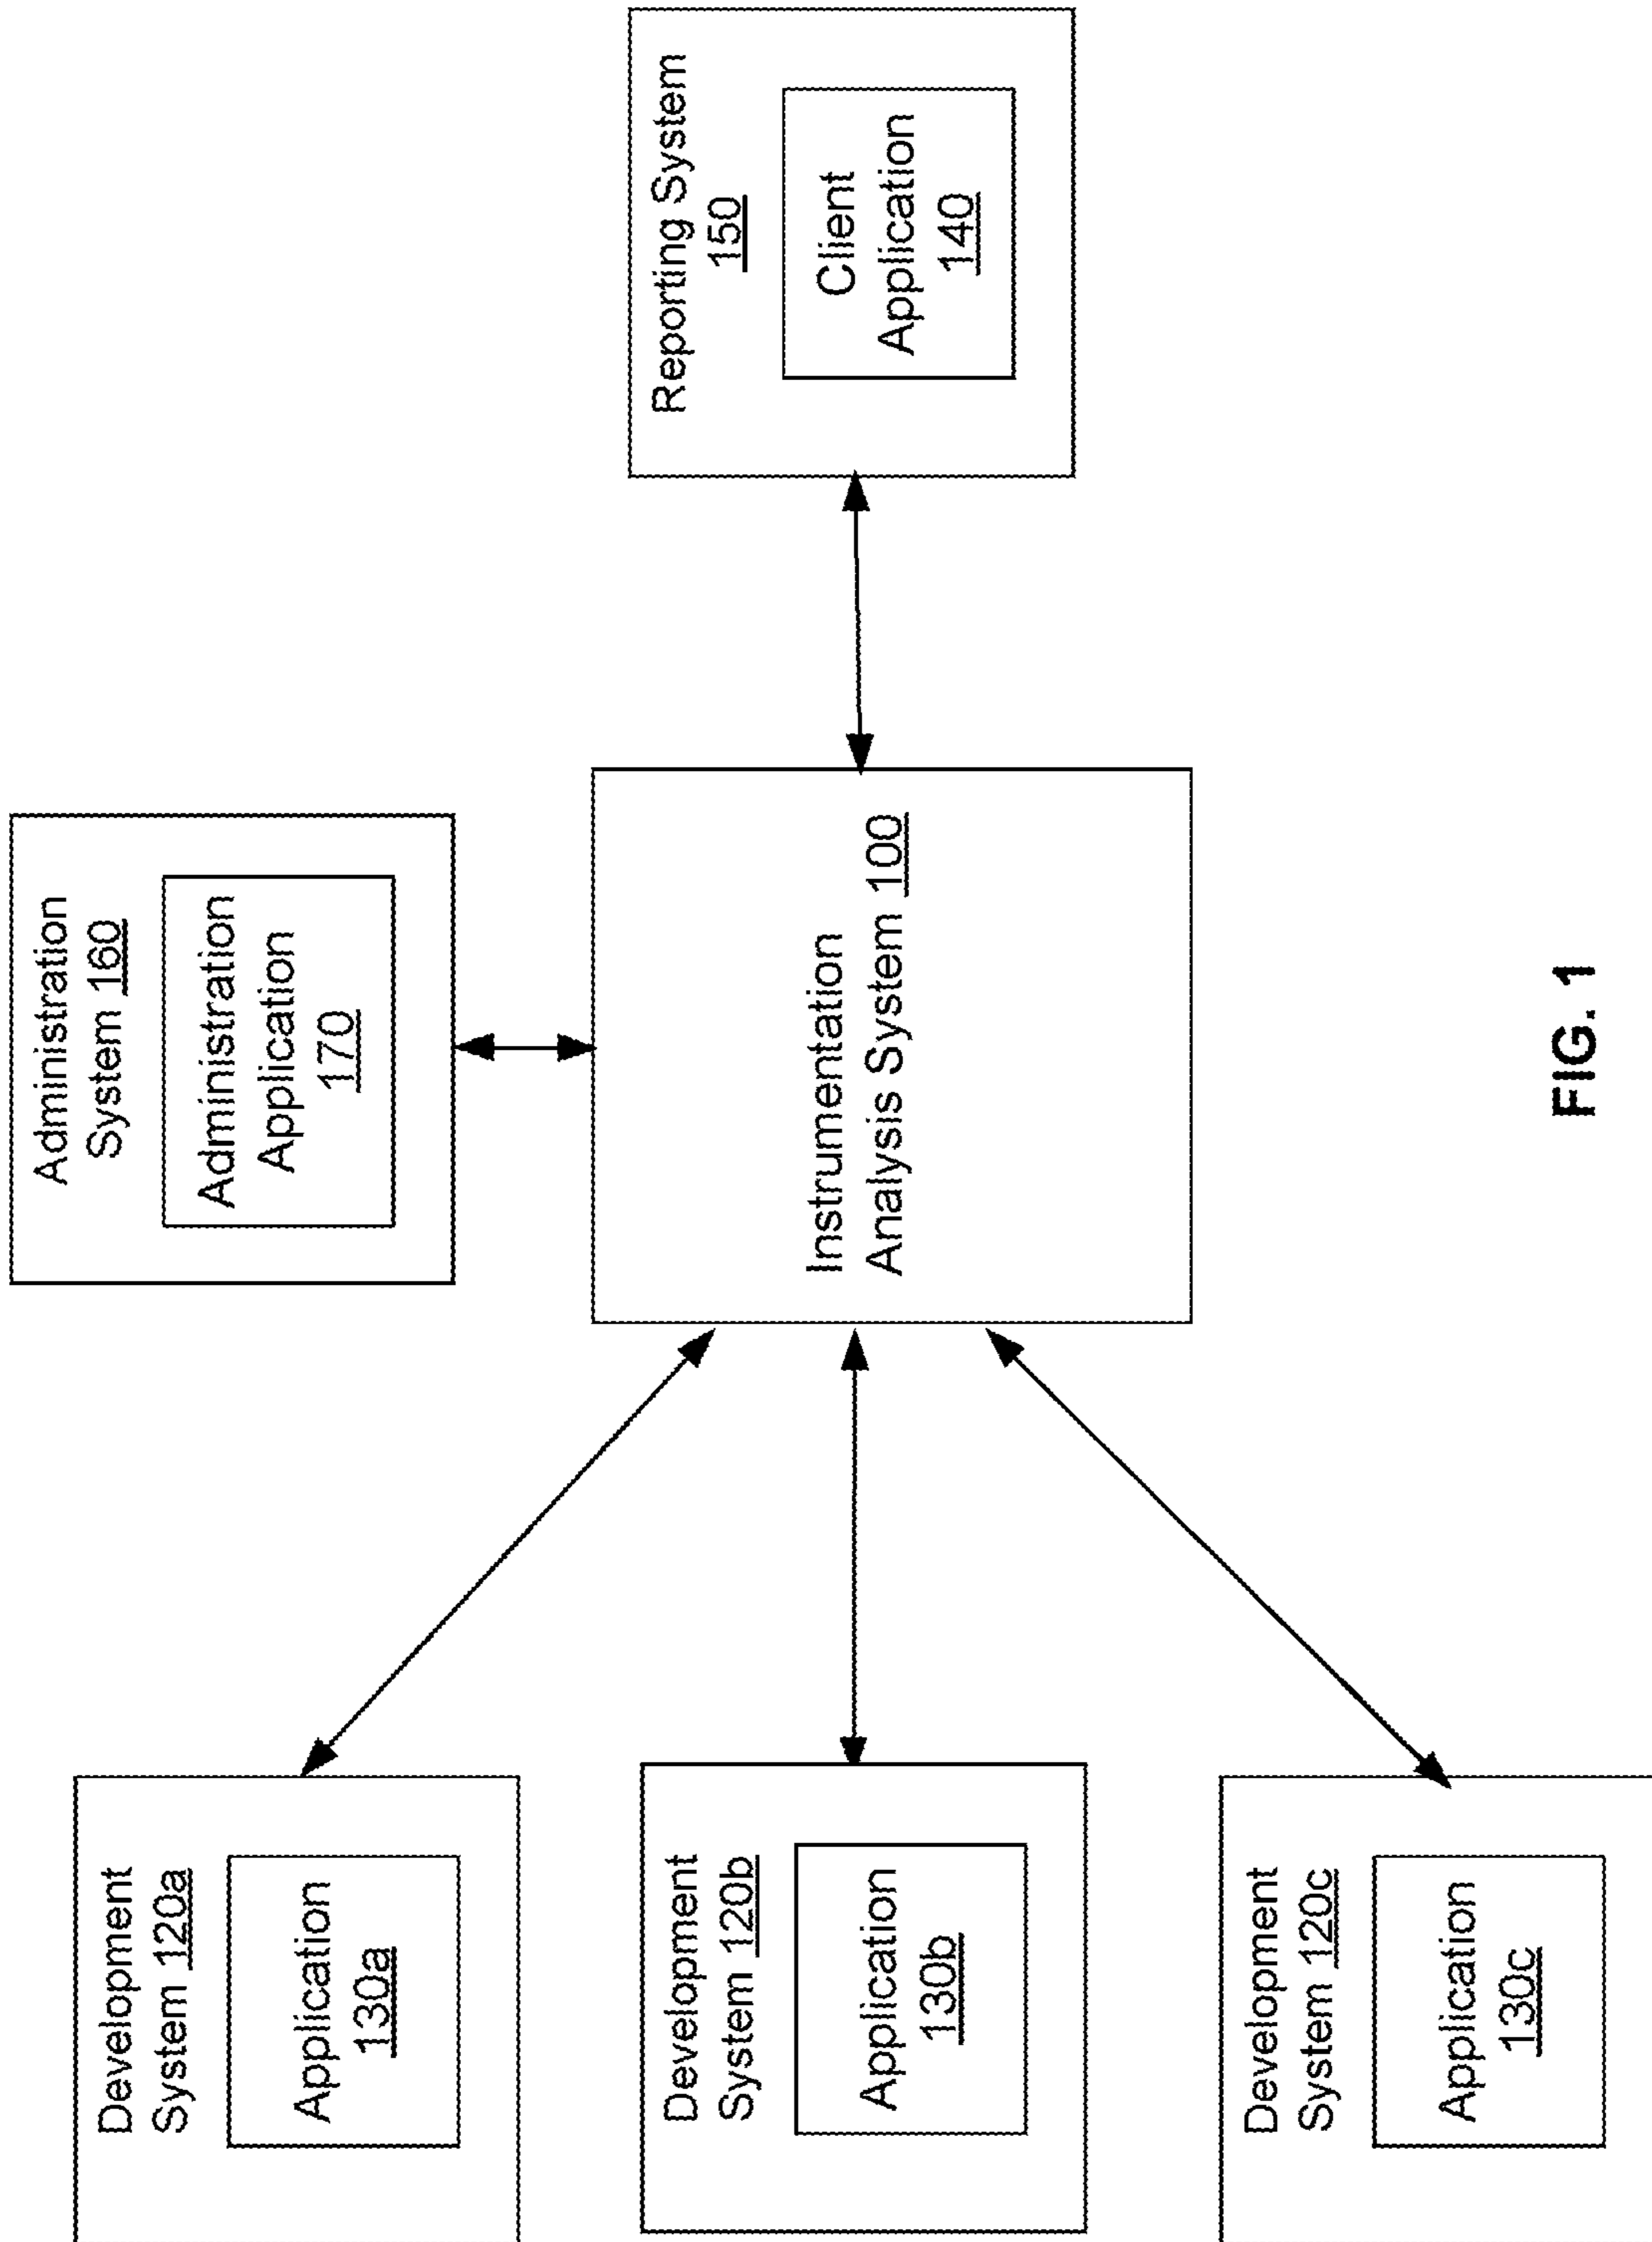 Administration
System 160
Administration
Application
170
Development
System 120a
Application
130a
Development
System 120b
Application
130b
Development
System 120c
Application
130c
Instrumentation
Analysis System 100
Reporting System
150
Client
Application
140
FIG. 1